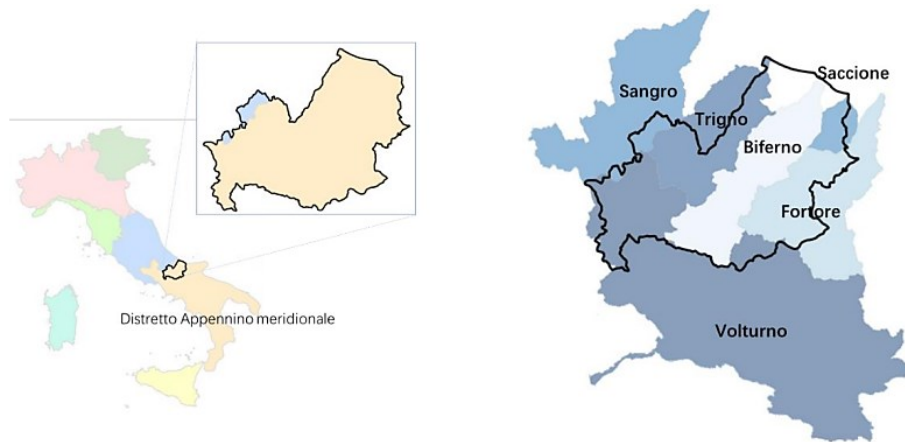 Distretto Appennino meridionale
Saccione
Sangro
Trigno
Biferno
Fortore
Volturno